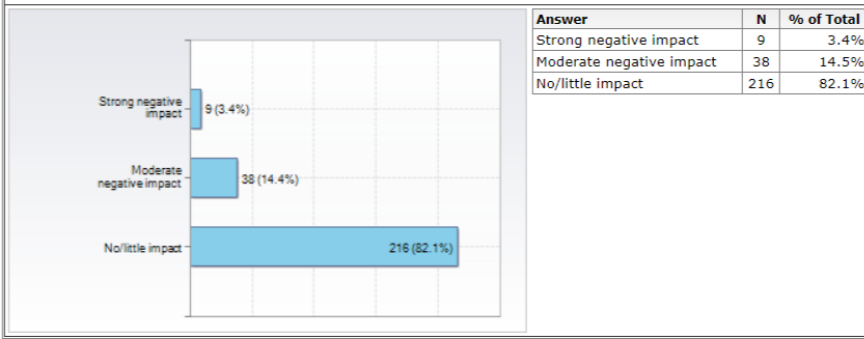 Strong negative
impact
9 (3.4%)
Moderate
negative impact
38 (14.4%)
No/little impact
216 (82.1%)
Answer N % of Total
Strong negative impact 9 3.4%
Moderate negative impact 38 14.5%
No/little impact 216 82.1%